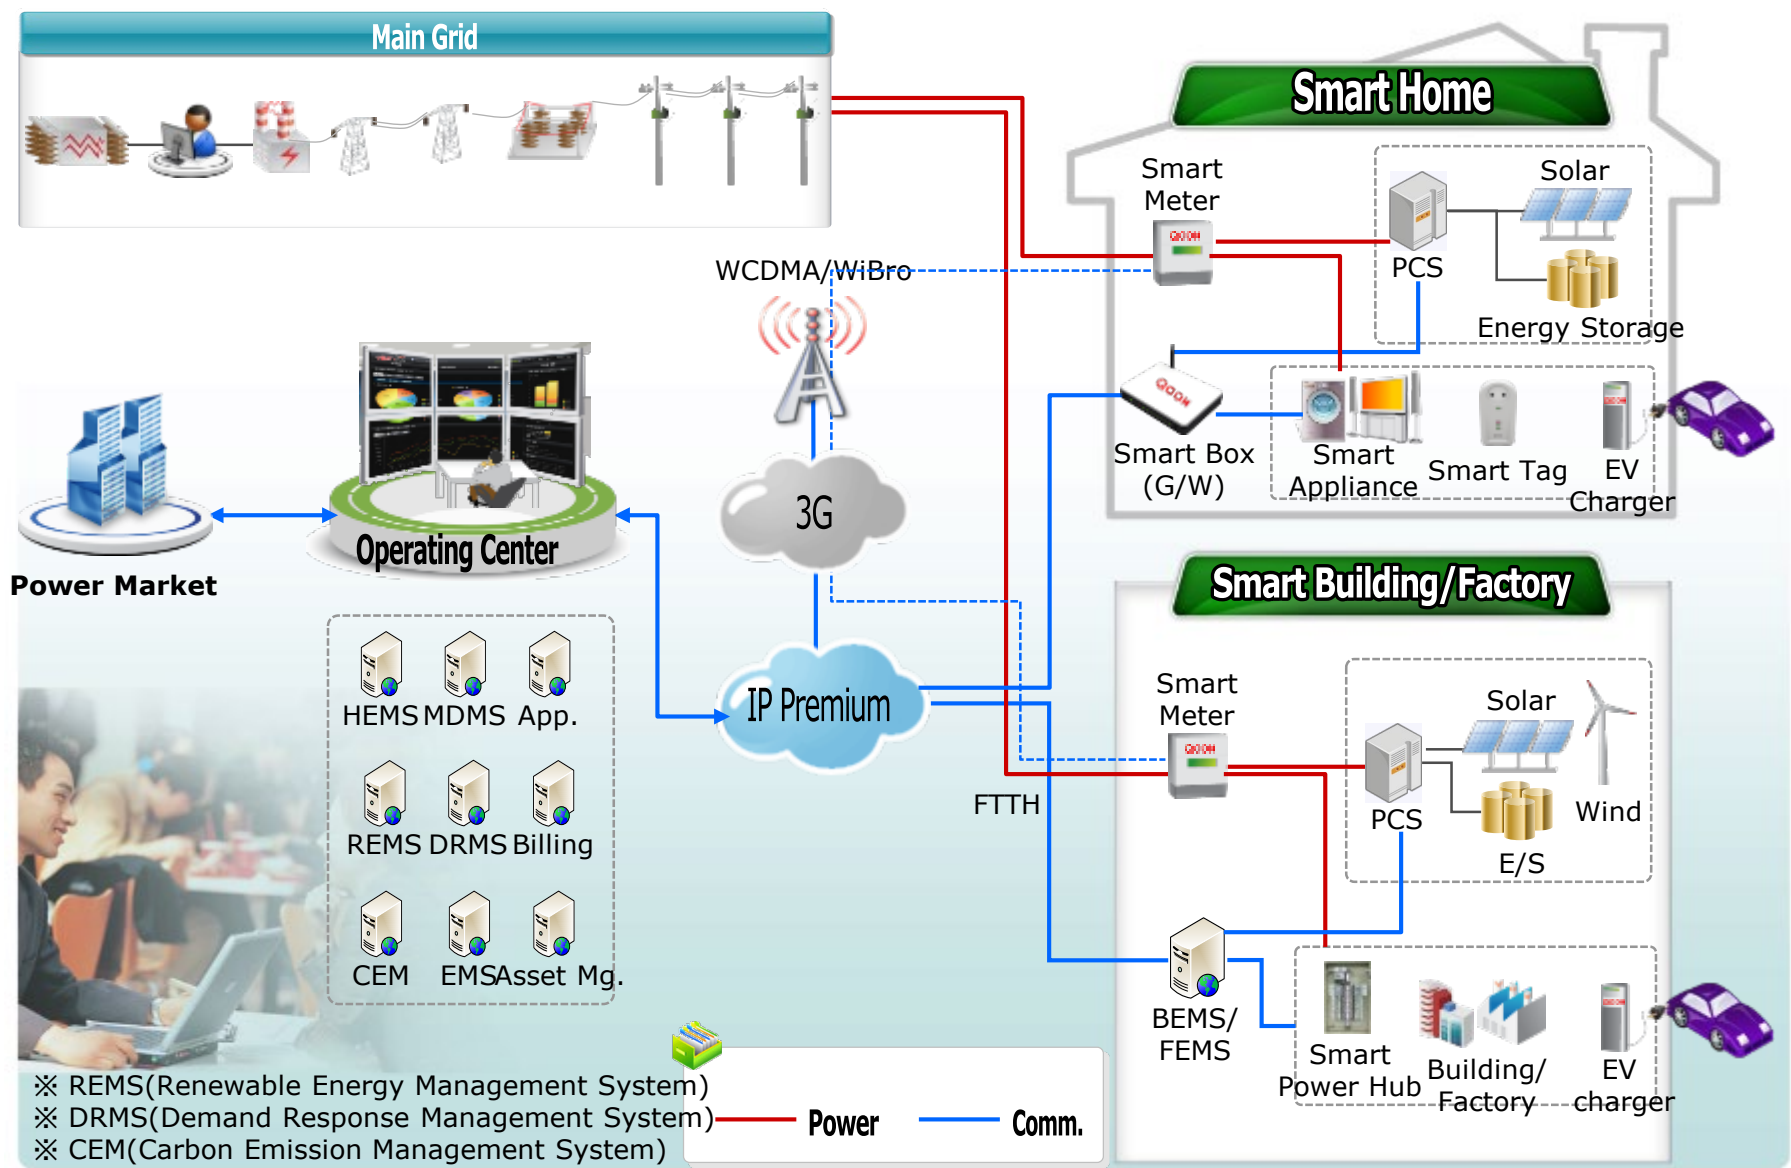 Main Grid
Smart Home
Smart
Meter
Solar
QOOH
PCS
Energy Storage
WCDMA/WiBro
QOOH
Smart Box
(G/W)
Smart
Appliance
Smart Tag
EV
Charger
3G
Operating Center
Power Market
Smart Building/Factory
HEMS
MDMS
App.
IP Premium
Smart
Meter
Solar
QOOH
FTTH
PCS
Wind
E/S
REMS
DRMS
Billing
CEM
EMS
Asset Mg.
BEMS/
FEMS
Smart
Power Hub
Building/
Factory
EV
charger
※ REMS(Renewable Energy Management System)
※ DRMS(Demand Response Management System)
※ CEM(Carbon Emission Management System)
Power
Comm.